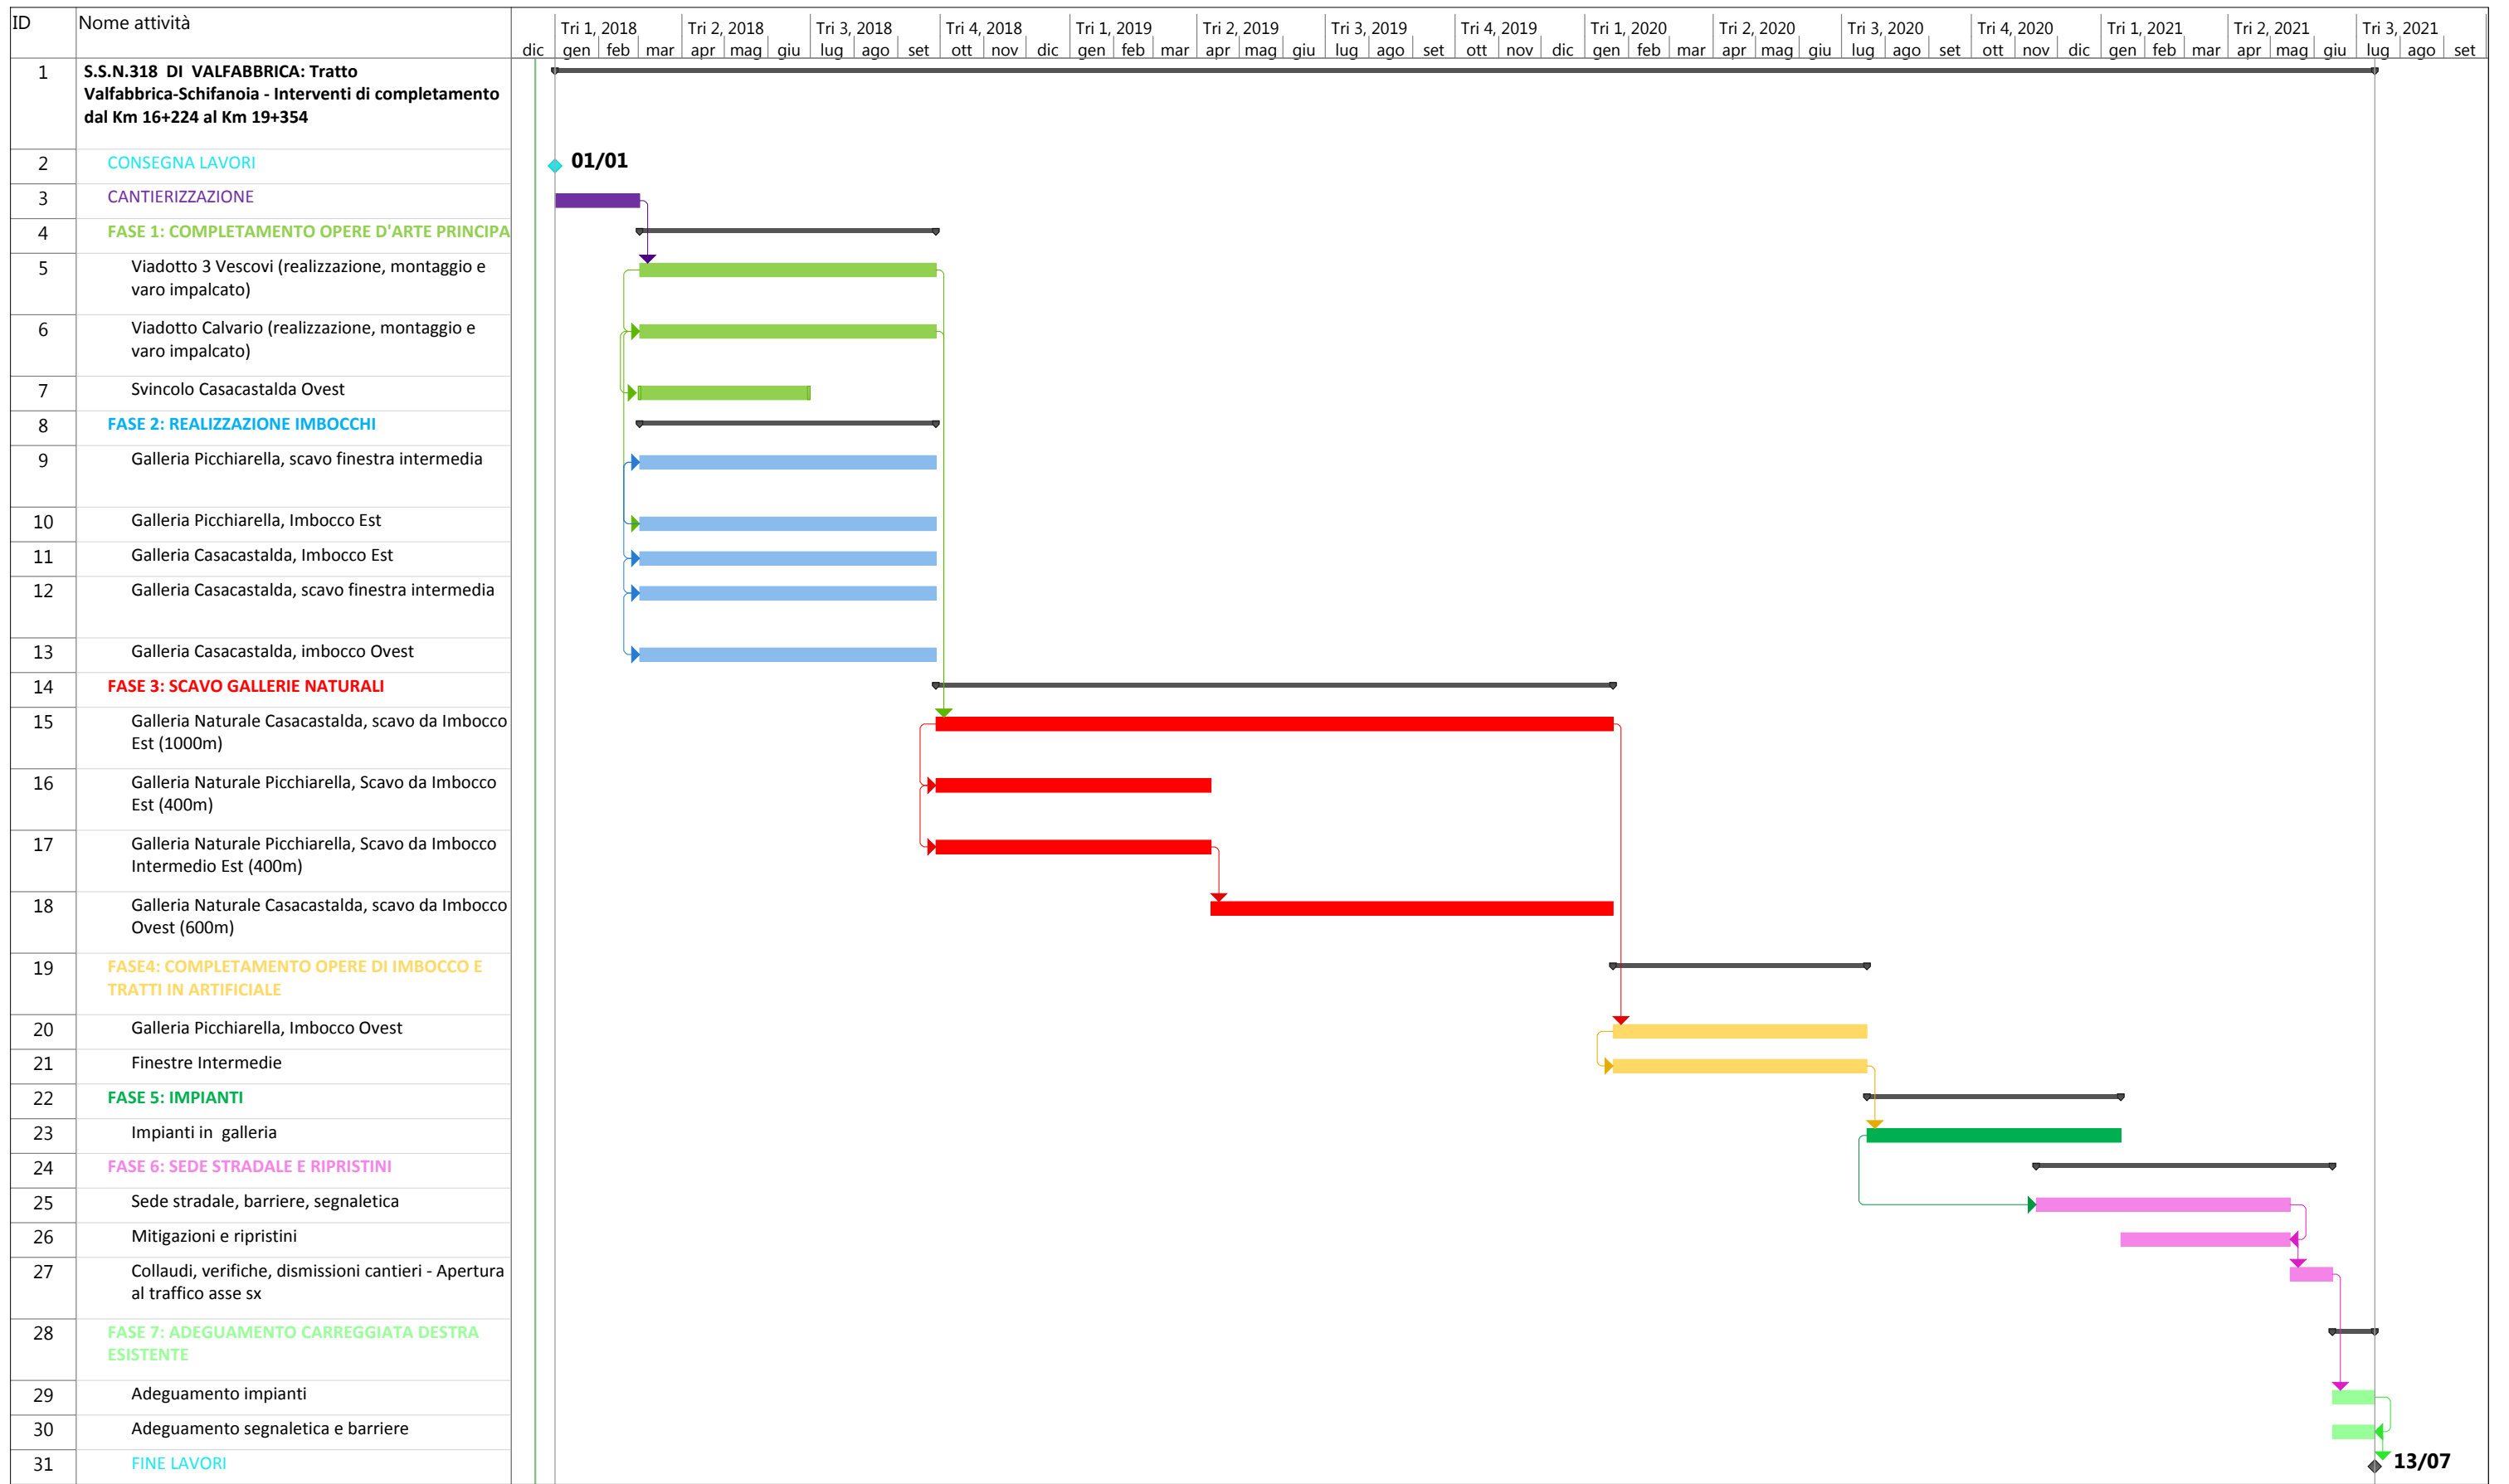 ID
Nome attività
Tri 1, 2018 Tri 2, 2018 Tri 3, 2018 Tri 4, 2018 Tri 1, 2019 Tri 2, 2019 Tri 3, 2019 Tri 4, 2019 Tri 1, 2020 Tri 2, 2020 Tri 3, 2020 Tri 4, 2020 Tri 1, 2021 Tri 2, 2021 Tri 3, 2021
dic gen feb mar apr mag giu lug ago set ott nov dic gen feb mar apr mag giu lug ago set ott nov dic gen feb mar apr mag giu lug ago set ott nov dic gen feb mar apr mag giu lug ago set
1 S.S.N.318 DI VALFABBRICA: Tratto
Valfabbrica-Schifanoia - Interventi di completamento
dal Km 16+224 al Km 19+354
2 CONSEGNA LAVORI 01/01
3 CANTIERIZZAZIONE
4 FASE 1: COMPLETAMENTO OPERE D'ARTE PRINCIPA
5 Viadotto 3 Vescovi (realizzazione, montaggio e
varo impalcato)
6 Viadotto Calvario (realizzazione, montaggio e
varo impalcato)
7 Svincolo Casacastalda Ovest
8 FASE 2: REALIZZAZIONE IMBOCCHI
9 Galleria Picchiarella, scavo finestra intermedia
10 Galleria Picchiarella, Imbocco Est
11 Galleria Casacastalda, Imbocco Est
12 Galleria Casacastalda, scavo finestra intermedia
13 Galleria Casacastalda, imbocco Ovest
14 FASE 3: SCAVO GALLERIE NATURALI
15 Galleria Naturale Casacastalda, scavo da Imbocco
Est (1000m)
16 Galleria Naturale Picchiarella, Scavo da Imbocco
Est (400m)
17 Galleria Naturale Picchiarella, Scavo da Imbocco
Intermedio Est (400m)
18 Galleria Naturale Casacastalda, scavo da Imbocco
Ovest (600m)
19 FASE4: COMPLETAMENTO OPERE DI IMBOCCO E
TRATTI IN ARTIFICIALE
20 Galleria Picchiarella, Imbocco Ovest
21 Finestre Intermedie
22 FASE 5: IMPIANTI
23 Impianti in galleria
24 FASE 6: SEDE STRADALE E RIPRISTINI
25 Sede stradale, barriere, segnaletica
26 Mitigazioni e ripristini
27 Collaudi, verifiche, dismissioni cantieri - Apertura
al traffico asse sx
28 FASE 7: ADEGUAMENTO CARREGGIATA DESTRA
ESISTENTE
29 Adeguamento impianti
30 Adeguamento segnaletica e barriere
31 FINE LAVORI 13/07